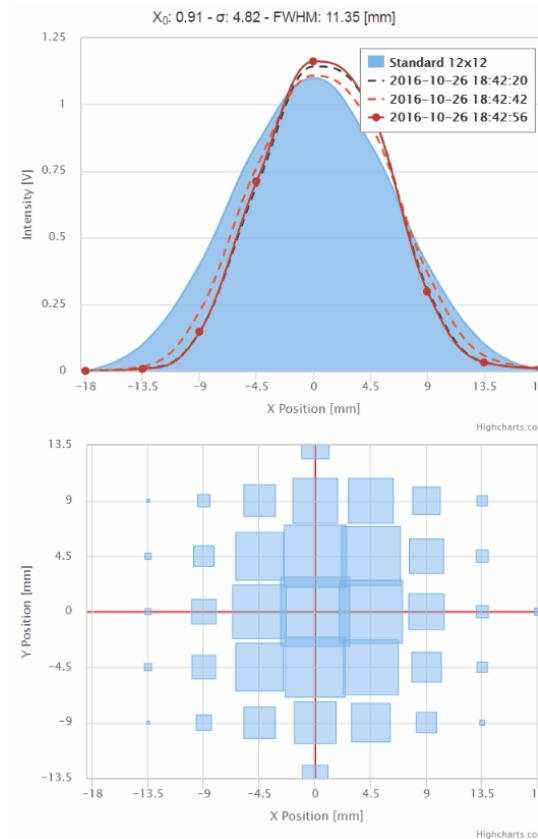 X₀: 0.91 - σ: 4.82 - FWHM: 11.35 [mm]
1.25
Standard 12x12
2016-10-26 18:42:20
2016-10-26 18:42:42
2016-10-26 18:42:56
1
0.75
0.5
0.25
0
Intensity [V]
-18 -13.5 -9 -4.5 0 4.5 9 13.5
X Position [mm]
Highcharts.co
13.5
9
4.5
0
-4.5
-9
-13.5
Y Position [mm]
-18 -13.5 -9 -4.5 0 4.5 9 13.5
X Position [mm]
Highcharts.co